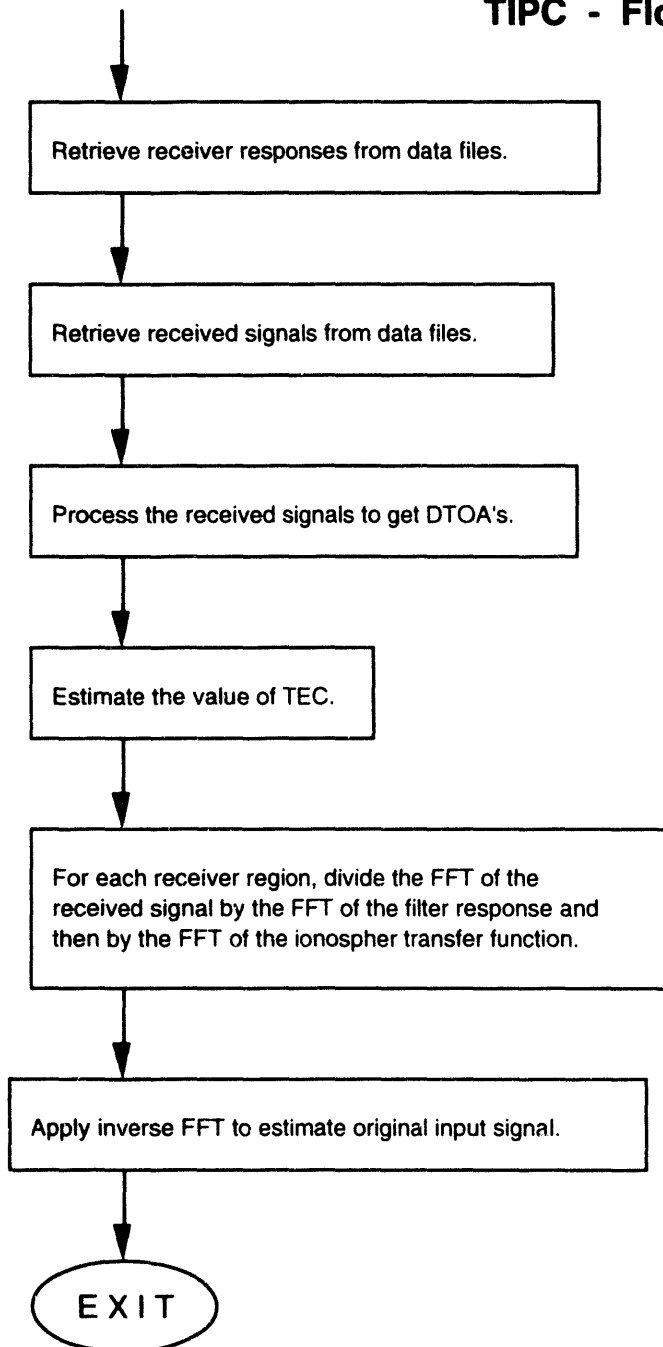 TIPC - Flo
Retrieve receiver responses from data files.
Retrieve received signals from data files.
Process the received signals to get DTOA's.
Estimate the value of TEC.
For each receiver region, divide the FFT of the
received signal by the FFT of the filter response and
then by the FFT of the ionospher transfer function.
Apply inverse FFT to estimate original input signal.
EXIT